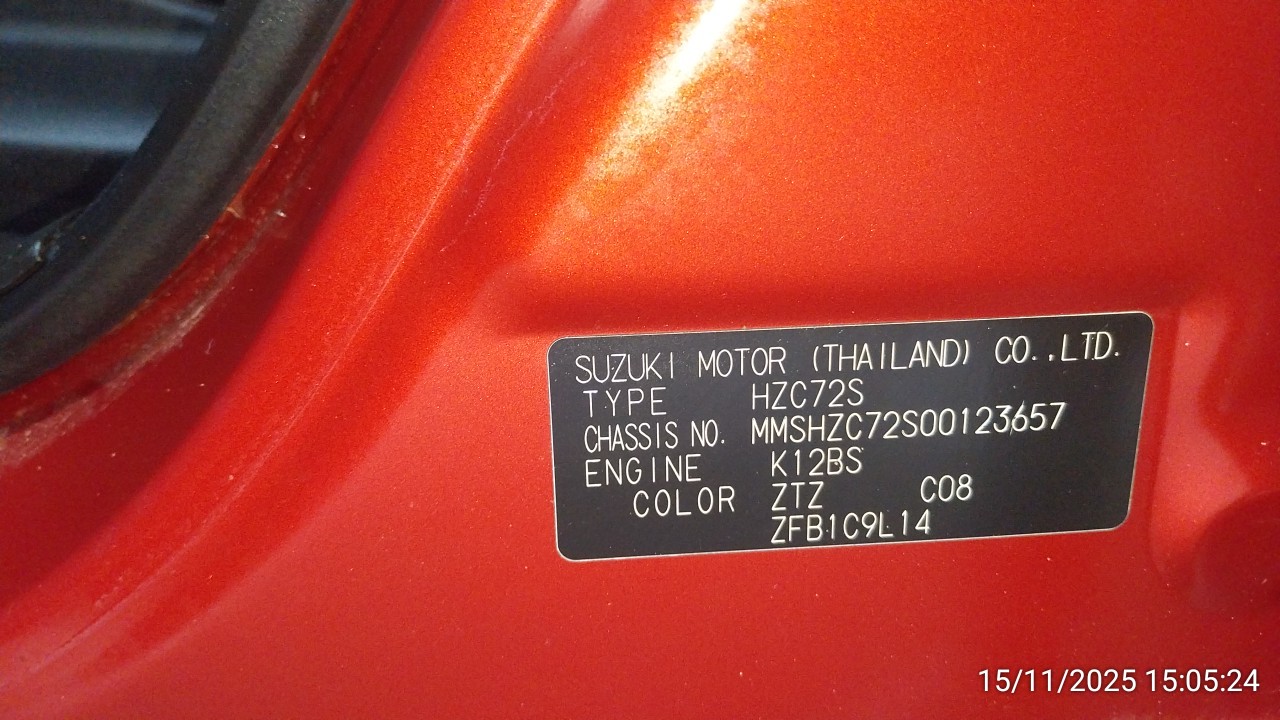 SUZUKI MOTOR (THAILAND) CO.,LTD.
TYPE HZC72S
CHASSIS NO. MMSHZC72S00123657
ENGINE K12BS
COLOR ZTZ C08
ZFB1C9L14
15/11/2025 15:05:24